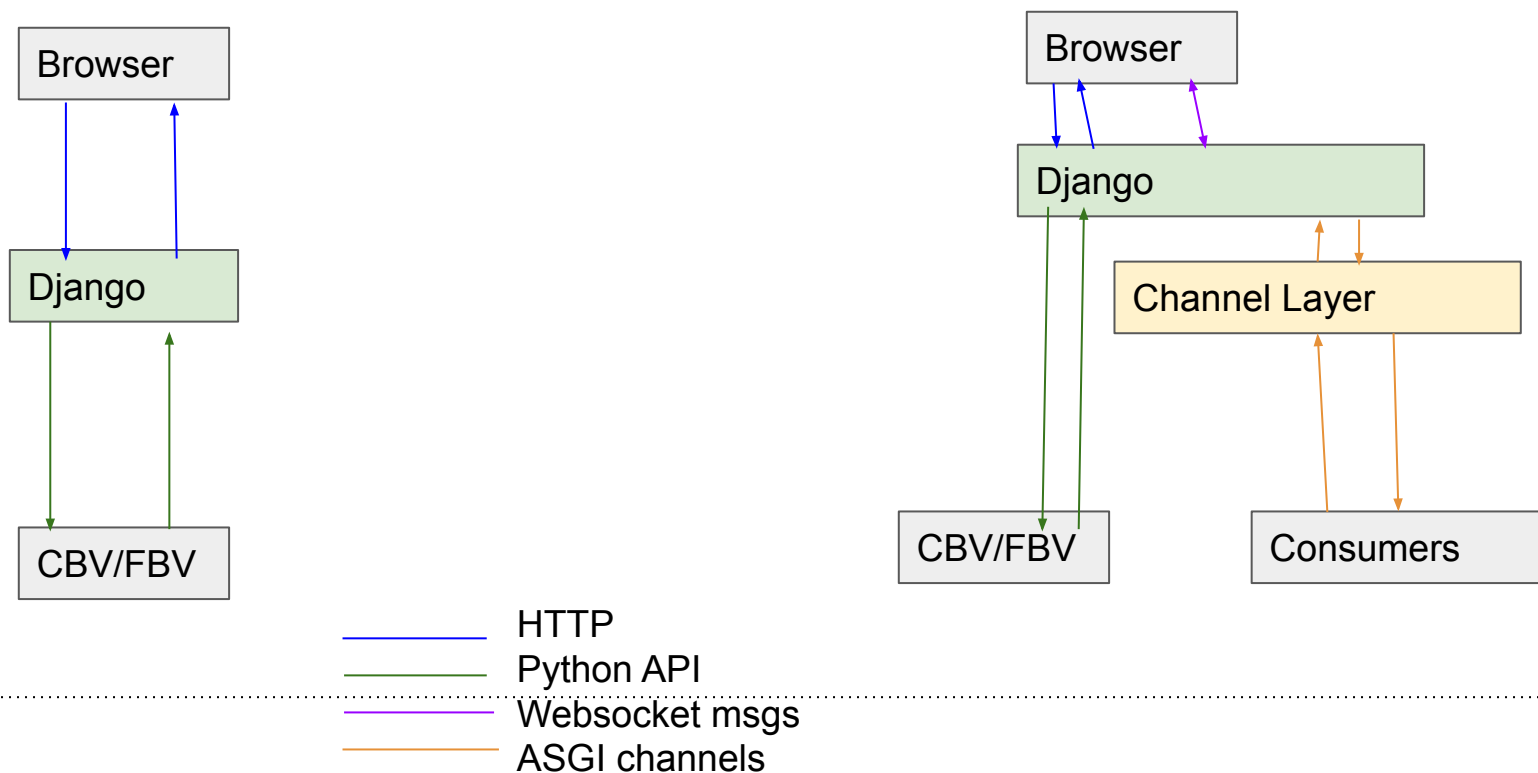 Browser
Django
CBV/FBV
Browser
Django
Channel Layer
CBV/FBV
Consumers
HTTP
Python API
Websocket msgs
ASGI channels